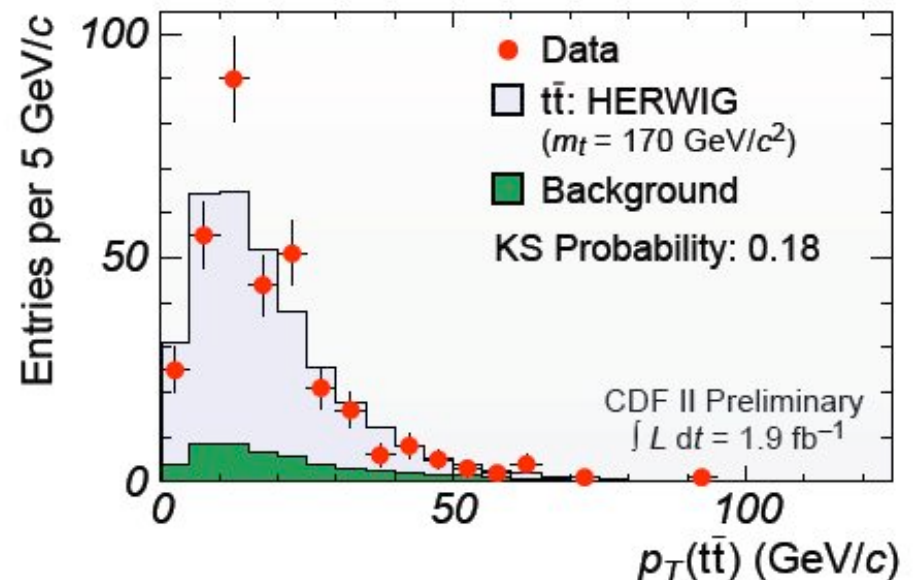 Entries per 5 GeV/c
100
50
0
Data
tt̄: HERWIG
(mₜ = 170 GeV/c²)
Background
KS Probability: 0.18
CDF II Preliminary
∫ L dt = 1.9 fb⁻¹
0 50 100
p_T(tt̄) (GeV/c)